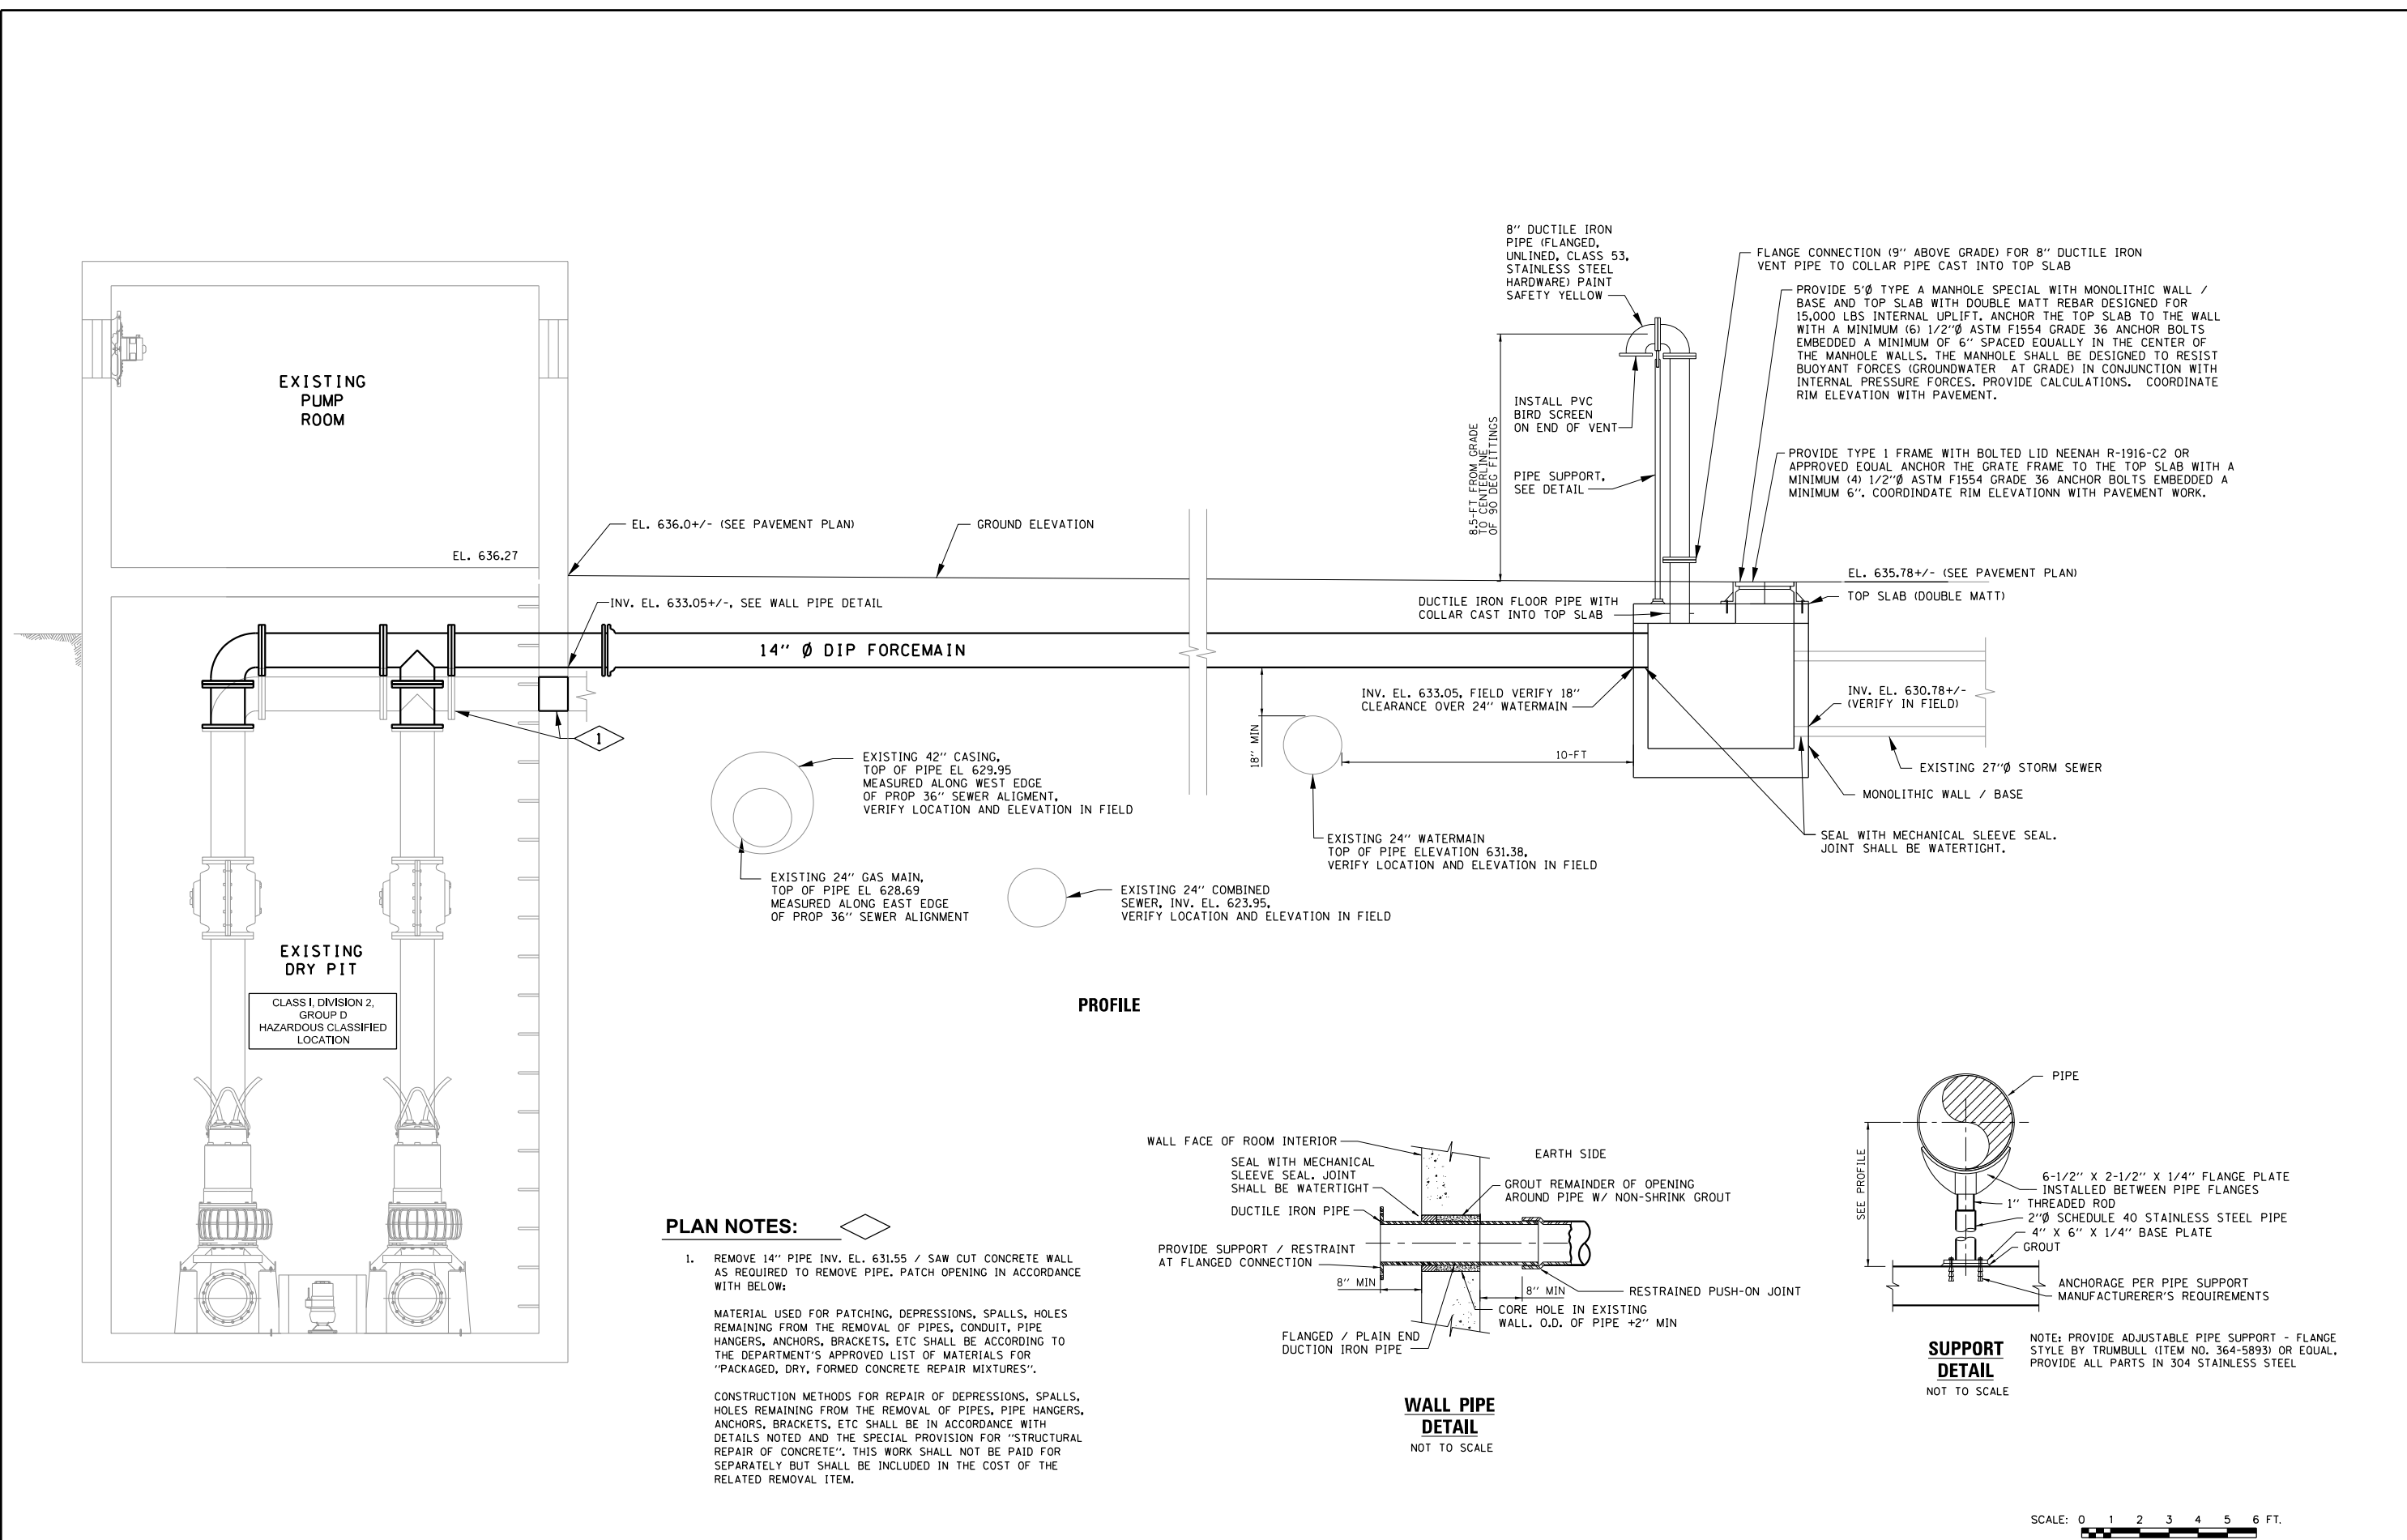 EXISTING
PUMP
ROOM
EL. 636.27
EL. 636.0+/- (SEE PAVEMENT PLAN)
GROUND ELEVATION
INV. EL. 633.05+/-, SEE WALL PIPE DETAIL
14" Ø DIP FORCEMAIN
1
8" DUCTILE IRON
PIPE (FLANGED,
UNLINED, CLASS 53,
STAINLESS STEEL
HARDWARE) PAINT
SAFETY YELLOW
FLANGE CONNECTION (9" ABOVE GRADE) FOR 8" DUCTILE IRON
VENT PIPE TO COLLAR PIPE CAST INTO TOP SLAB
PROVIDE 5'Ø TYPE A MANHOLE SPECIAL WITH MONOLITHIC WALL /
BASE AND TOP SLAB WITH DOUBLE MATT REBAR DESIGNED FOR
15,000 LBS INTERNAL UPLIFT. ANCHOR THE TOP SLAB TO THE WALL
WITH A MINIMUM (6) 1/2"Ø ASTM F1554 GRADE 36 ANCHOR BOLTS
EMBEDDED A MINIMUM OF 6" SPACED EQUALLY IN THE CENTER OF
THE MANHOLE WALLS. THE MANHOLE SHALL BE DESIGNED TO RESIST
BUOYANT FORCES (GROUNDWATER AT GRADE) IN CONJUNCTION WITH
INTERNAL PRESSURE FORCES. PROVIDE CALCULATIONS. COORDINATE
RIM ELEVATION WITH PAVEMENT.
INSTALL PVC
BIRD SCREEN
ON END OF VENT
8.5-FT FROM GRADE
TO CENTERLINE
OF 90 DEG FITTINGS
PIPE SUPPORT,
SEE DETAIL
PROVIDE TYPE 1 FRAME WITH BOLTED LID NEENAH R-1916-C2 OR
APPROVED EQUAL ANCHOR THE GRATE FRAME TO THE TOP SLAB WITH A
MINIMUM (4) 1/2"Ø ASTM F1554 GRADE 36 ANCHOR BOLTS EMBEDDED A
MINIMUM 6". COORDINDATE RIM ELEVATIONN WITH PAVEMENT WORK.
EL. 635.78+/- (SEE PAVEMENT PLAN)
TOP SLAB (DOUBLE MATT)
DUCTILE IRON FLOOR PIPE WITH
COLLAR CAST INTO TOP SLAB
INV. EL. 633.05, FIELD VERIFY 18"
CLEARANCE OVER 24" WATERMAIN
INV. EL. 630.78+/-
(VERIFY IN FIELD)
18" MIN
10-FT
EXISTING 27"Ø STORM SEWER
MONOLITHIC WALL / BASE
SEAL WITH MECHANICAL SLEEVE SEAL.
JOINT SHALL BE WATERTIGHT.
EXISTING 42" CASING,
TOP OF PIPE EL 629.95
MEASURED ALONG WEST EDGE
OF PROP 36" SEWER ALIGMENT,
VERIFY LOCATION AND ELEVATION IN FIELD
EXISTING 24" WATERMAIN
TOP OF PIPE ELEVATION 631.38,
VERIFY LOCATION AND ELEVATION IN FIELD
EXISTING 24" GAS MAIN,
TOP OF PIPE EL 628.69
MEASURED ALONG EAST EDGE
OF PROP 36" SEWER ALIGNMENT
EXISTING 24" COMBINED
SEWER, INV. EL. 623.95,
VERIFY LOCATION AND ELEVATION IN FIELD
EXISTING
DRY PIT
CLASS I, DIVISION 2,
GROUP D
HAZARDOUS CLASSIFIED
LOCATION
PROFILE
PLAN NOTES:
1. REMOVE 14" PIPE INV. EL. 631.55 / SAW CUT CONCRETE WALL
AS REQUIRED TO REMOVE PIPE. PATCH OPENING IN ACCORDANCE
WITH BELOW:
MATERIAL USED FOR PATCHING, DEPRESSIONS, SPALLS, HOLES
REMAINING FROM THE REMOVAL OF PIPES, CONDUIT, PIPE
HANGERS, ANCHORS, BRACKETS, ETC SHALL BE ACCORDING TO
THE DEPARTMENT'S APPROVED LIST OF MATERIALS FOR
"PACKAGED, DRY, FORMED CONCRETE REPAIR MIXTURES".
CONSTRUCTION METHODS FOR REPAIR OF DEPRESSIONS, SPALLS,
HOLES REMAINING FROM THE REMOVAL OF PIPES, PIPE HANGERS,
ANCHORS, BRACKETS, ETC SHALL BE IN ACCORDANCE WITH
DETAILS NOTED AND THE SPECIAL PROVISION FOR "STRUCTURAL
REPAIR OF CONCRETE". THIS WORK SHALL NOT BE PAID FOR
SEPARATELY BUT SHALL BE INCLUDED IN THE COST OF THE
RELATED REMOVAL ITEM.
WALL FACE OF ROOM INTERIOR
EARTH SIDE
SEAL WITH MECHANICAL
SLEEVE SEAL. JOINT
SHALL BE WATERTIGHT
GROUT REMAINDER OF OPENING
AROUND PIPE W/ NON-SHRINK GROUT
DUCTILE IRON PIPE
PROVIDE SUPPORT / RESTRAINT
AT FLANGED CONNECTION
8" MIN
8" MIN
RESTRAINED PUSH-ON JOINT
CORE HOLE IN EXISTING
WALL. O.D. OF PIPE +2" MIN
FLANGED / PLAIN END
DUCTION IRON PIPE
WALL PIPE
DETAIL
NOT TO SCALE
PIPE
SEE PROFILE
6-1/2" X 2-1/2" X 1/4" FLANGE PLATE
INSTALLED BETWEEN PIPE FLANGES
1" THREADED ROD
2"Ø SCHEDULE 40 STAINLESS STEEL PIPE
4" X 6" X 1/4" BASE PLATE
GROUT
ANCHORAGE PER PIPE SUPPORT
MANUFACTURERER'S REQUIREMENTS
SUPPORT
DETAIL
NOT TO SCALE
NOTE: PROVIDE ADJUSTABLE PIPE SUPPORT - FLANGE
STYLE BY TRUMBULL (ITEM NO. 364-5893) OR EQUAL.
PROVIDE ALL PARTS IN 304 STAINLESS STEEL
SCALE: 0 1 2 3 4 5 6 FT.